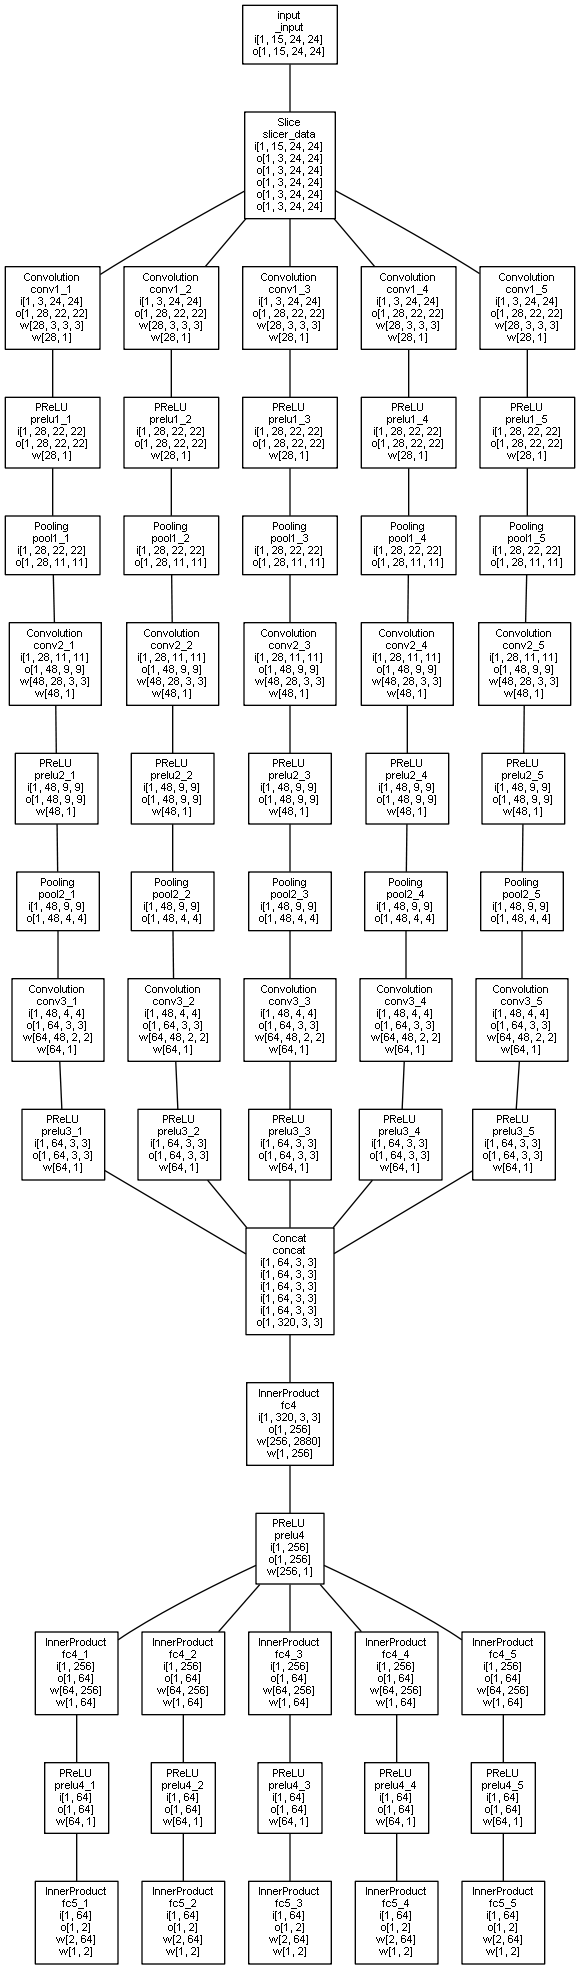 input
_input
i[1, 15, 24, 24]
o[1, 15, 24, 24]
Slice
slicer_data
i[1, 15, 24, 24]
o[1, 3, 24, 24]
o[1, 3, 24, 24]
o[1, 3, 24, 24]
o[1, 3, 24, 24]
o[1, 3, 24, 24]
Convolution
conv1_1
i[1, 3, 24, 24]
o[1, 28, 22, 22]
w[28, 3, 3, 3]
w[28, 1]
Convolution
conv1_2
i[1, 3, 24, 24]
o[1, 28, 22, 22]
w[28, 3, 3, 3]
w[28, 1]
Convolution
conv1_3
i[1, 3, 24, 24]
o[1, 28, 22, 22]
w[28, 3, 3, 3]
w[28, 1]
Convolution
conv1_4
i[1, 3, 24, 24]
o[1, 28, 22, 22]
w[28, 3, 3, 3]
w[28, 1]
Convolution
conv1_5
i[1, 3, 24, 24]
o[1, 28, 22, 22]
w[28, 3, 3, 3]
w[28, 1]
PReLU
prelu1_1
i[1, 28, 22, 22]
o[1, 28, 22, 22]
w[28, 1]
PReLU
prelu1_2
i[1, 28, 22, 22]
o[1, 28, 22, 22]
w[28, 1]
PReLU
prelu1_3
i[1, 28, 22, 22]
o[1, 28, 22, 22]
w[28, 1]
PReLU
prelu1_4
i[1, 28, 22, 22]
o[1, 28, 22, 22]
w[28, 1]
PReLU
prelu1_5
i[1, 28, 22, 22]
o[1, 28, 22, 22]
w[28, 1]
Pooling
pool1_1
i[1, 28, 22, 22]
o[1, 28, 11, 11]
Pooling
pool1_2
i[1, 28, 22, 22]
o[1, 28, 11, 11]
Pooling
pool1_3
i[1, 28, 22, 22]
o[1, 28, 11, 11]
Pooling
pool1_4
i[1, 28, 22, 22]
o[1, 28, 11, 11]
Pooling
pool1_5
i[1, 28, 22, 22]
o[1, 28, 11, 11]
Convolution
conv2_1
i[1, 28, 11, 11]
o[1, 48, 9, 9]
w[48, 28, 3, 3]
w[48, 1]
Convolution
conv2_2
i[1, 28, 11, 11]
o[1, 48, 9, 9]
w[48, 28, 3, 3]
w[48, 1]
Convolution
conv2_3
i[1, 28, 11, 11]
o[1, 48, 9, 9]
w[48, 28, 3, 3]
w[48, 1]
Convolution
conv2_4
i[1, 28, 11, 11]
o[1, 48, 9, 9]
w[48, 28, 3, 3]
w[48, 1]
Convolution
conv2_5
i[1, 28, 11, 11]
o[1, 48, 9, 9]
w[48, 28, 3, 3]
w[48, 1]
PReLU
prelu2_1
i[1, 48, 9, 9]
o[1, 48, 9, 9]
w[48, 1]
PReLU
prelu2_2
i[1, 48, 9, 9]
o[1, 48, 9, 9]
w[48, 1]
PReLU
prelu2_3
i[1, 48, 9, 9]
o[1, 48, 9, 9]
w[48, 1]
PReLU
prelu2_4
i[1, 48, 9, 9]
o[1, 48, 9, 9]
w[48, 1]
PReLU
prelu2_5
i[1, 48, 9, 9]
o[1, 48, 9, 9]
w[48, 1]
Pooling
pool2_1
i[1, 48, 9, 9]
o[1, 48, 4, 4]
Pooling
pool2_2
i[1, 48, 9, 9]
o[1, 48, 4, 4]
Pooling
pool2_3
i[1, 48, 9, 9]
o[1, 48, 4, 4]
Pooling
pool2_4
i[1, 48, 9, 9]
o[1, 48, 4, 4]
Pooling
pool2_5
i[1, 48, 9, 9]
o[1, 48, 4, 4]
Convolution
conv3_1
i[1, 48, 4, 4]
o[1, 64, 3, 3]
w[64, 48, 2, 2]
w[64, 1]
Convolution
conv3_2
i[1, 48, 4, 4]
o[1, 64, 3, 3]
w[64, 48, 2, 2]
w[64, 1]
Convolution
conv3_3
i[1, 48, 4, 4]
o[1, 64, 3, 3]
w[64, 48, 2, 2]
w[64, 1]
Convolution
conv3_4
i[1, 48, 4, 4]
o[1, 64, 3, 3]
w[64, 48, 2, 2]
w[64, 1]
Convolution
conv3_5
i[1, 48, 4, 4]
o[1, 64, 3, 3]
w[64, 48, 2, 2]
w[64, 1]
PReLU
prelu3_1
i[1, 64, 3, 3]
o[1, 64, 3, 3]
w[64, 1]
PReLU
prelu3_2
i[1, 64, 3, 3]
o[1, 64, 3, 3]
w[64, 1]
PReLU
prelu3_3
i[1, 64, 3, 3]
o[1, 64, 3, 3]
w[64, 1]
PReLU
prelu3_4
i[1, 64, 3, 3]
o[1, 64, 3, 3]
w[64, 1]
PReLU
prelu3_5
i[1, 64, 3, 3]
o[1, 64, 3, 3]
w[64, 1]
Concat
concat
i[1, 64, 3, 3]
i[1, 64, 3, 3]
i[1, 64, 3, 3]
i[1, 64, 3, 3]
i[1, 64, 3, 3]
o[1, 320, 3, 3]
InnerProduct
fc4
i[1, 320, 3, 3]
o[1, 256]
w[256, 2880]
w[1, 256]
PReLU
prelu4
i[1, 256]
o[1, 256]
w[256, 1]
InnerProduct
fc4_1
i[1, 256]
o[1, 64]
w[64, 256]
w[1, 64]
InnerProduct
fc4_2
i[1, 256]
o[1, 64]
w[64, 256]
w[1, 64]
InnerProduct
fc4_3
i[1, 256]
o[1, 64]
w[64, 256]
w[1, 64]
InnerProduct
fc4_4
i[1, 256]
o[1, 64]
w[64, 256]
w[1, 64]
InnerProduct
fc4_5
i[1, 256]
o[1, 64]
w[64, 256]
w[1, 64]
PReLU
prelu4_1
i[1, 64]
o[1, 64]
w[64, 1]
PReLU
prelu4_2
i[1, 64]
o[1, 64]
w[64, 1]
PReLU
prelu4_3
i[1, 64]
o[1, 64]
w[64, 1]
PReLU
prelu4_4
i[1, 64]
o[1, 64]
w[64, 1]
PReLU
prelu4_5
i[1, 64]
o[1, 64]
w[64, 1]
InnerProduct
fc5_1
i[1, 64]
o[1, 2]
w[2, 64]
w[1, 2]
InnerProduct
fc5_2
i[1, 64]
o[1, 2]
w[2, 64]
w[1, 2]
InnerProduct
fc5_3
i[1, 64]
o[1, 2]
w[2, 64]
w[1, 2]
InnerProduct
fc5_4
i[1, 64]
o[1, 2]
w[2, 64]
w[1, 2]
InnerProduct
fc5_5
i[1, 64]
o[1, 2]
w[2, 64]
w[1, 2]